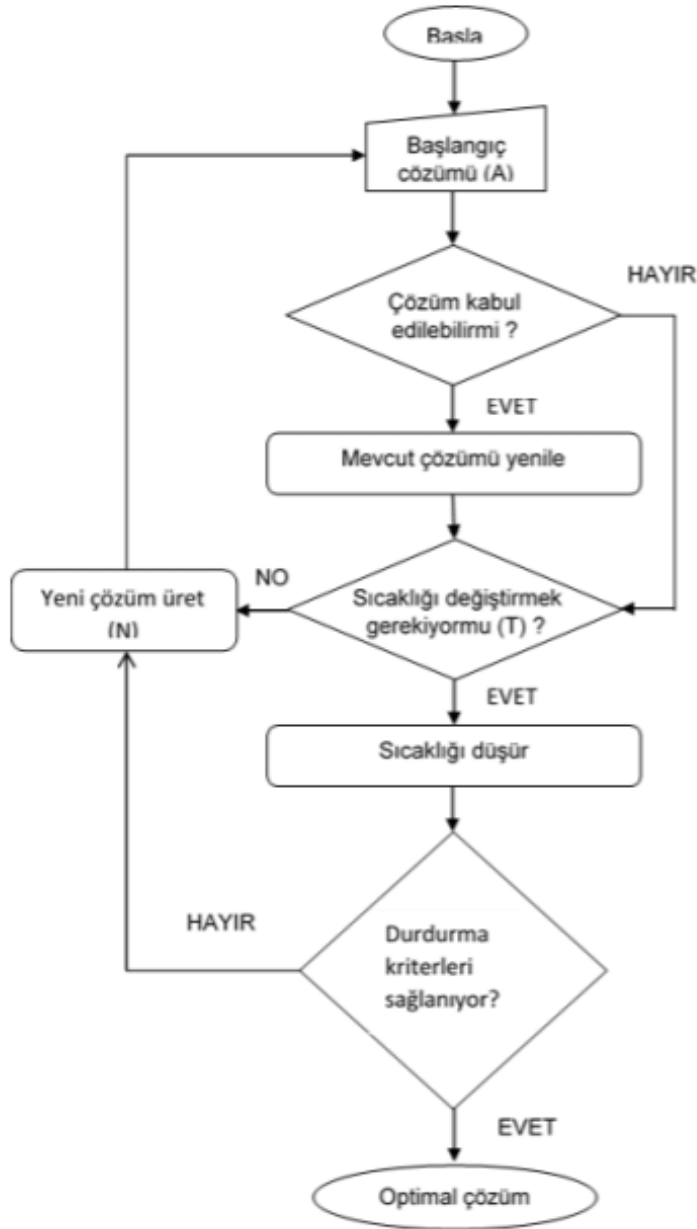 Başla
Başlangıç
çözümü (A)
HAYIR
Çözüm kabul
edilebilirmi ?
EVET
Mevcut çözümü yenile
NO
Yeni çözüm üret
(N)
Sıcaklığı değiştirmek
gerekiyormu (T) ?
EVET
Sıcaklığı düşür
HAYIR
Durdurma
kriterleri
sağlanıyor?
EVET
Optimal çözüm